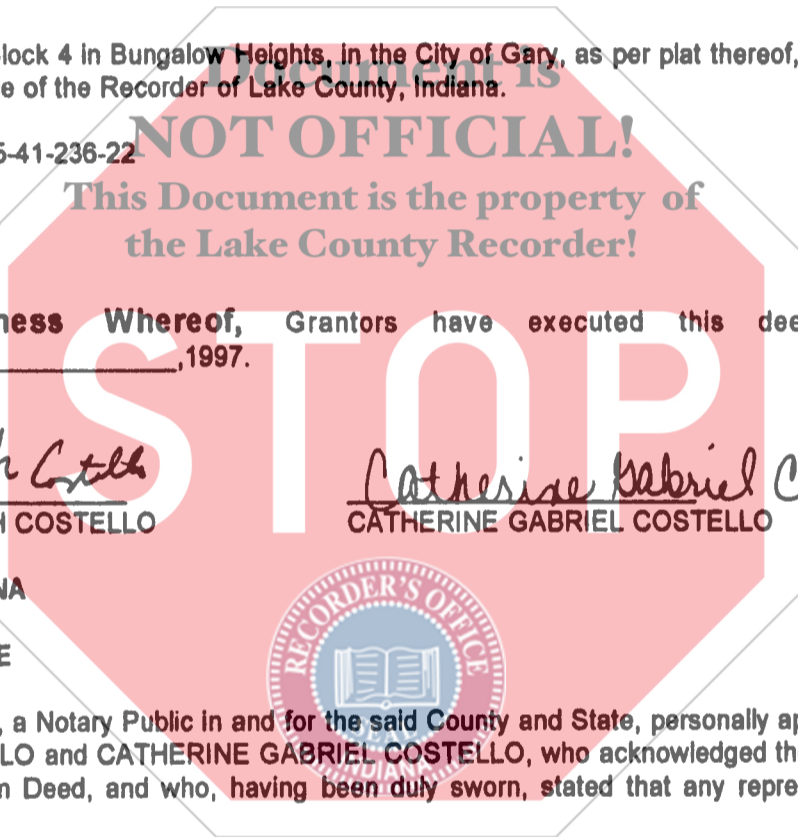 lock 4 in Bungalow Heights, in the City of Gary, as per plat thereof,
Document is
e of the Recorder of Lake County, Indiana.
NOT OFFICIAL!
5-41-236-22
This Document is the property of
the Lake County Recorder!
ness Whereof, Grantors have executed this dee
,1997.
STOP
Costello
Catherine Gabriel C
H COSTELLO
CATHERINE GABRIEL COSTELLO
NA
RECORDER'S OFFICE
E
, a Notary Public in and for the said County and State, personally ap
SEAL
LO and CATHERINE GABRIEL COSTELLO, who acknowledged th
INDIANA
n Deed, and who, having been duly sworn, stated that any repre